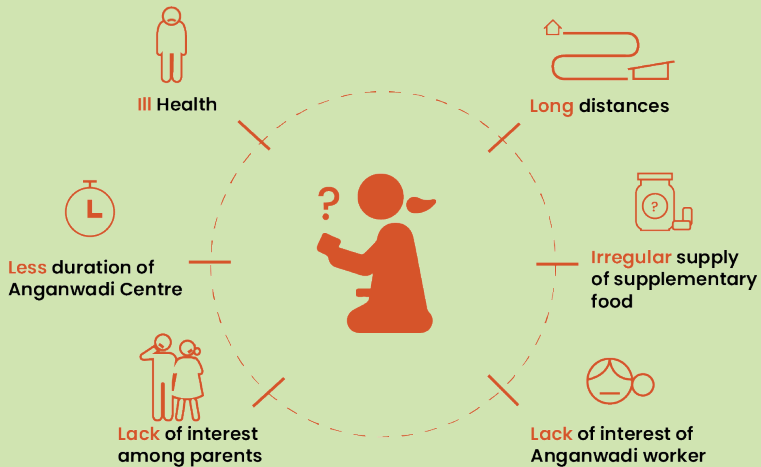 Ill Health
Long distances
Less duration of
Anganwadi Centre
?
?
Irregular supply
of supplementary
food
Lack of interest
among parents
Lack of interest of
Anganwadi worker